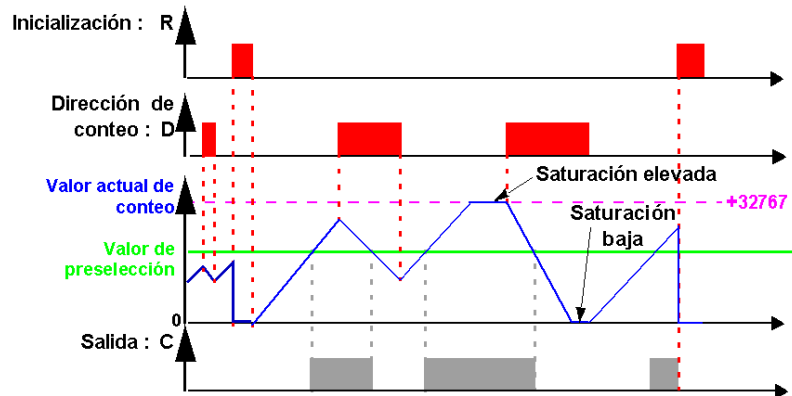 Inicialización : R
Dirección de
conteo : D
Valor actual de
conteo
Saturación elevada
+32767
Saturación
baja
Valor de
preselección
0
Salida : C